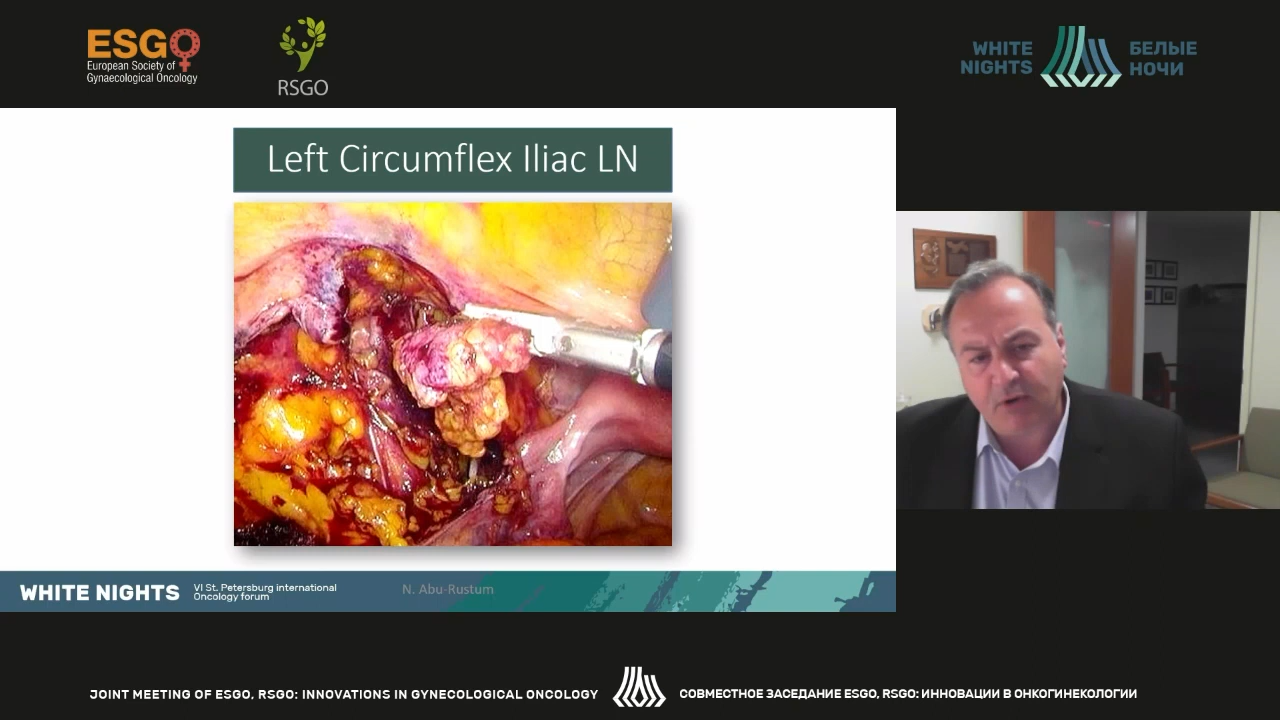 ESGO
European Society of
Gynaecological Oncology
RSGO
WHITE
NIGHTS
БЕЛЫЕ
НОЧИ
Left Circumflex Iliac LN
WHITE NIGHTS
VI St. Petersburg international
Oncology forum
N. Abu-Rustum
JOINT MEETING OF ESGO, RSGO: INNOVATIONS IN GYNECOLOGICAL ONCOLOGY
СОВМЕСТНОЕ ЗАСЕДАНИЕ ESGO, RSGO: ИННОВАЦИИ В ОНКОГИНЕКОЛОГИИ